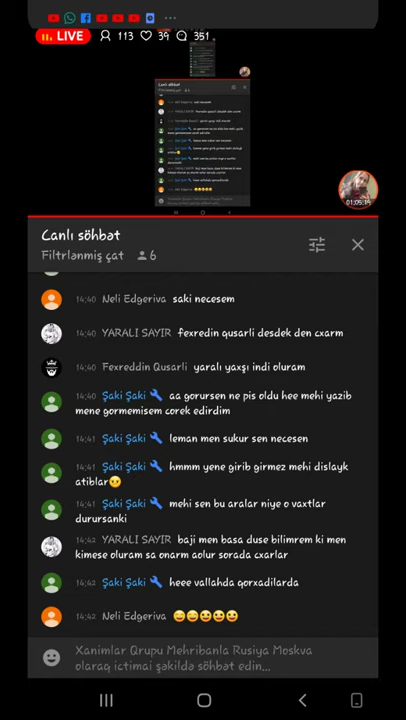 LIVE 113 39 351
Canlı söhbət
01:05:19
Canlı söhbət
Filtrlənmiş çat 6
14:40 Neli Edgeriva saki necesem
14:40 YARALI SAYIR fexredin qusarli desdek den cxarm
14:40 Fexreddin Qusarli yaralı yaxşı indi oluram
14:40 Şaki Şaki aa gorursen ne pis oldu hee mehi yazib
mene gormemisem corek edirdim
14:41 Şaki Şaki leman men sukur sen necesen
14:41 Şaki Şaki hmmm yene girib girmez mehi dislayk
atiblar😕
14:41 Şaki Şaki mehi sen bu aralar niye o vaxtlar
durursanki
14:42 YARALI SAYIR baji men basa duse bilimrem ki men
kimese oluram sa onarm aolur sorada cxarlar
14:42 Şaki Şaki heee vallahda qorxadilarda
14:42 Neli Edgeriva 😅😅😆😆😆
Xanimlar Qrupu Mehribanla Rusiya Moskva
olaraq ictimai şəkildə söhbət edin...